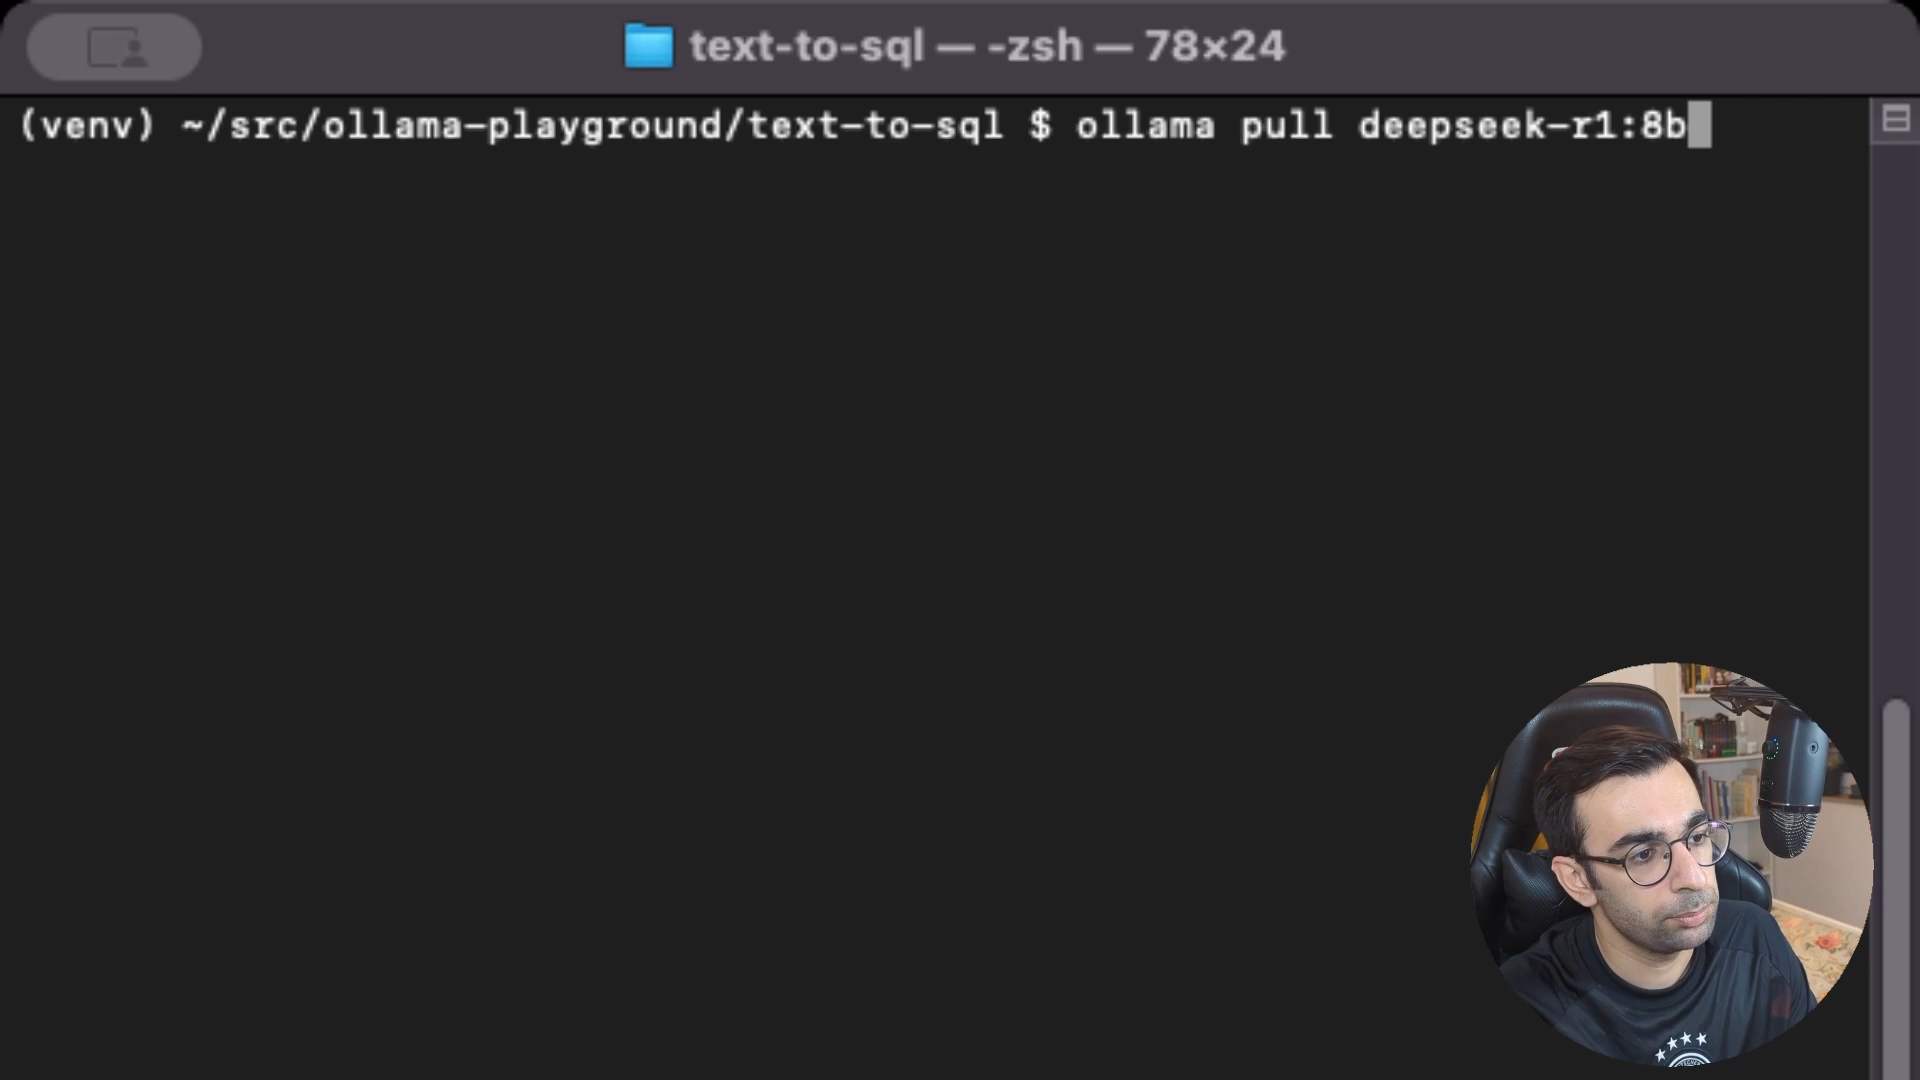 text-to-sql — -zsh — 78×24
(venv) ~/src/ollama-playground/text-to-sql $ ollama pull deepseek-r1:8b